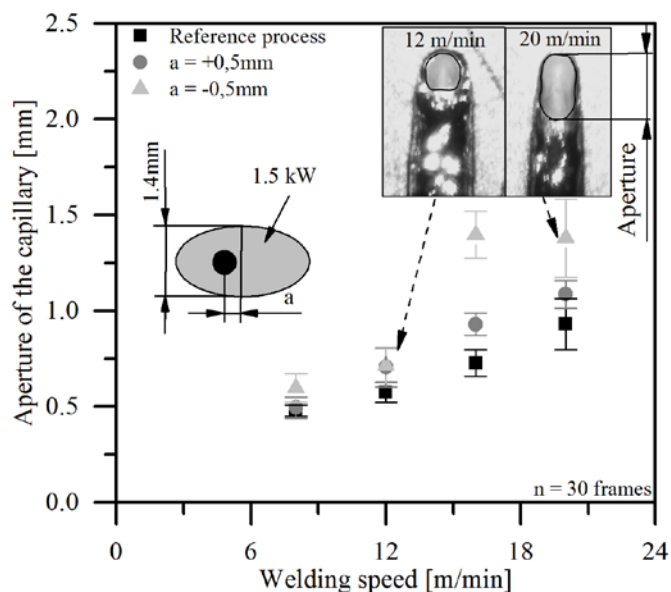 Reference process
a = +0,5mm
a = -0,5mm
12 m/min
20 m/min
Aperture
1.4mm
1.5 kW
a
n = 30 frames
2.5
2.0
1.5
1.0
0.5
0.0
Aperture of the capillary [mm]
0
6
12
18
24
Welding speed [m/min]